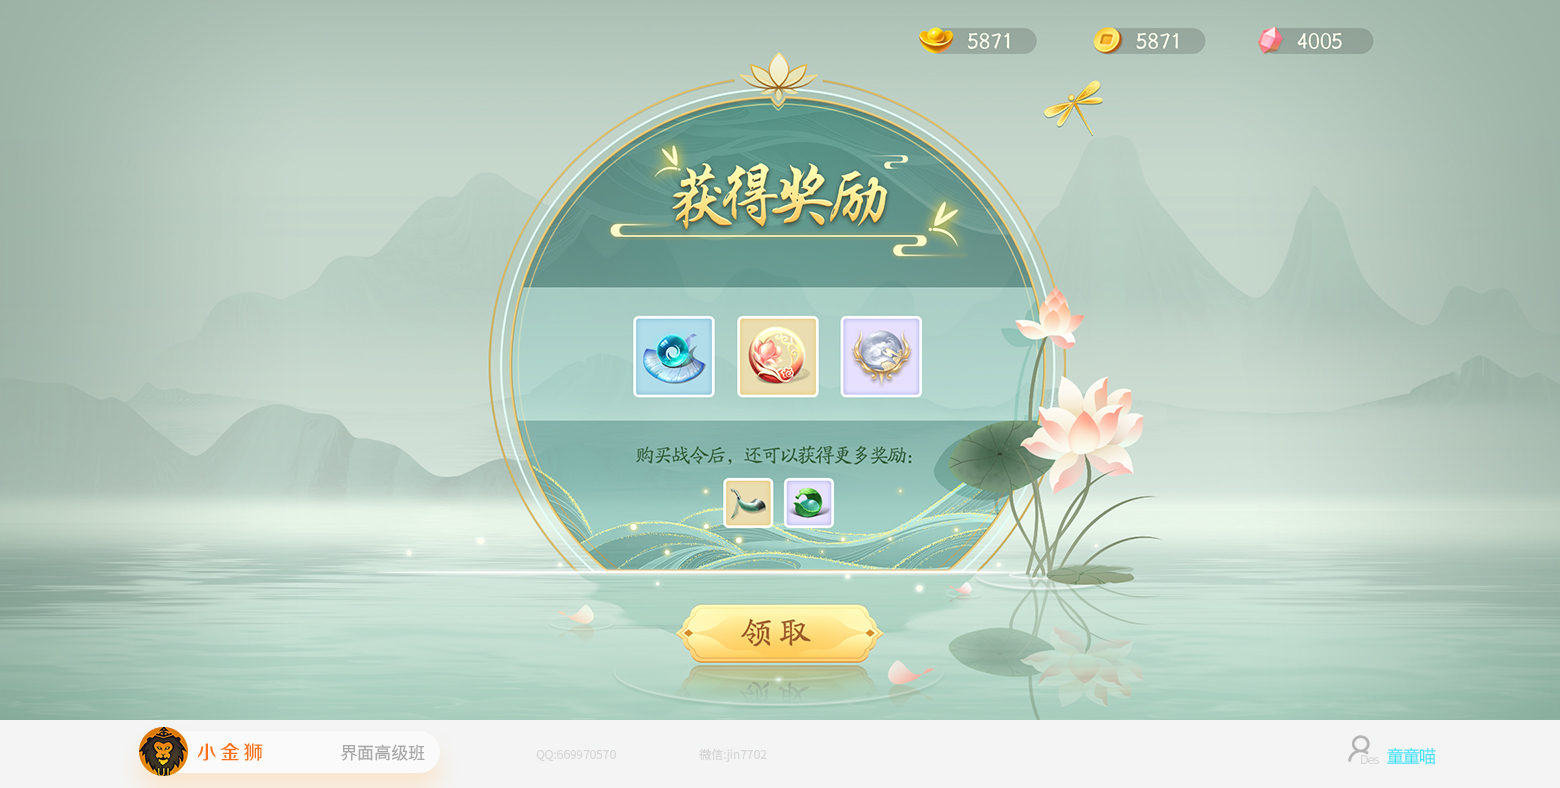 5871
5871
4005
获得奖励
购买战令后，还可以获得更多奖励：
领取
小金狮
界面高级班
QQ:669970570
微信:jin7702
Des
童童喵
UI